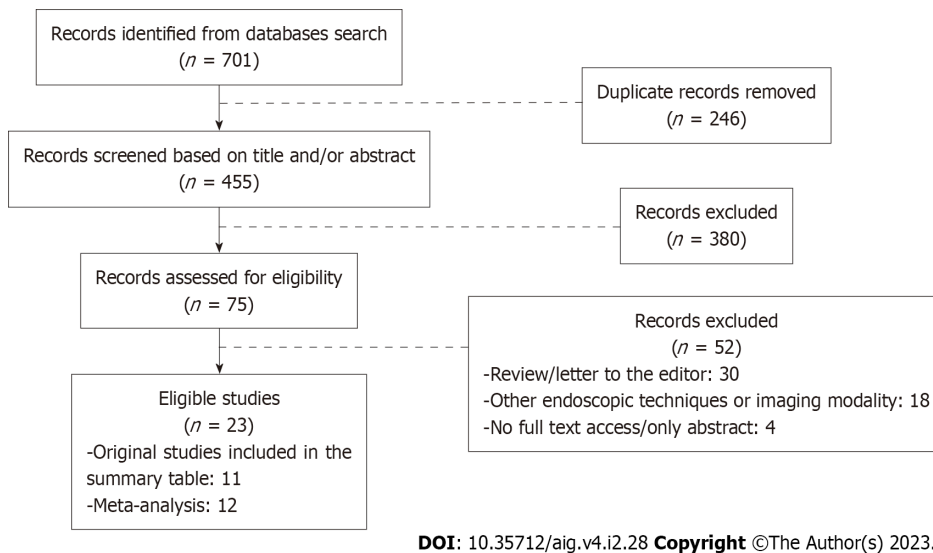 Records identified from databases search
(n = 701)
Duplicate records removed
(n = 246)
Records screened based on title and/or abstract
(n = 455)
Records excluded
(n = 380)
Records assessed for eligibility
(n = 75)
Records excluded
(n = 52)
-Review/letter to the editor: 30
-Other endoscopic techniques or imaging modality: 18
-No full text access/only abstract: 4
Eligible studies
(n = 23)
-Original studies included in the
summary table: 11
-Meta-analysis: 12
DOI: 10.35712/aig.v4.i2.28 Copyright ©The Author(s) 2023.